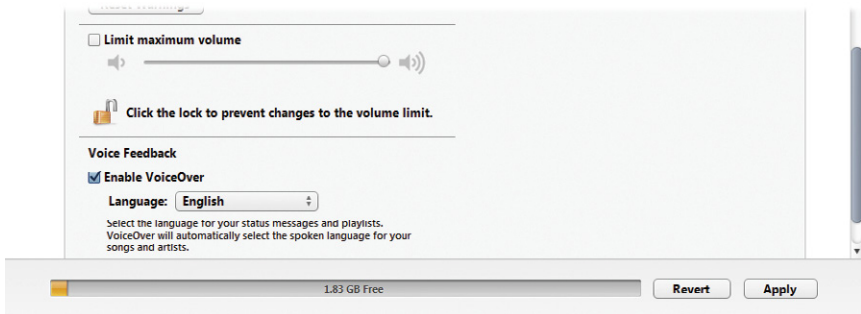 Reset Warnings
Limit maximum volume
Click the lock to prevent changes to the volume limit.
Voice Feedback
Enable VoiceOver
Language: English
Select the language for your status messages and playlists.
VoiceOver will automatically select the spoken language for your
songs and artists.
1.83 GB Free
Revert Apply